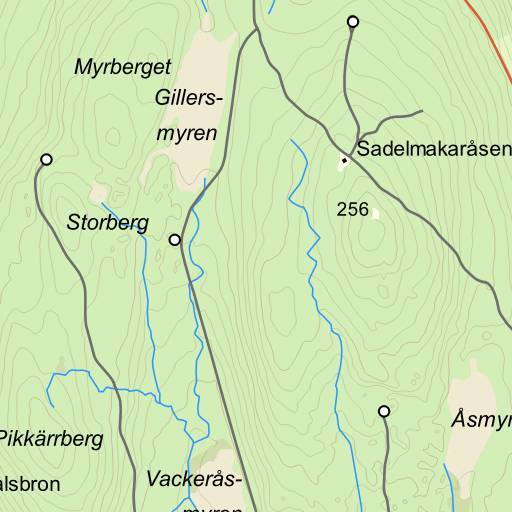 Myrberget
Gillers-
myren
Sadelmakaråsen
256
Storberg
Åsmyr
Pikkärrberg
alsbron
Vackerås-
myren